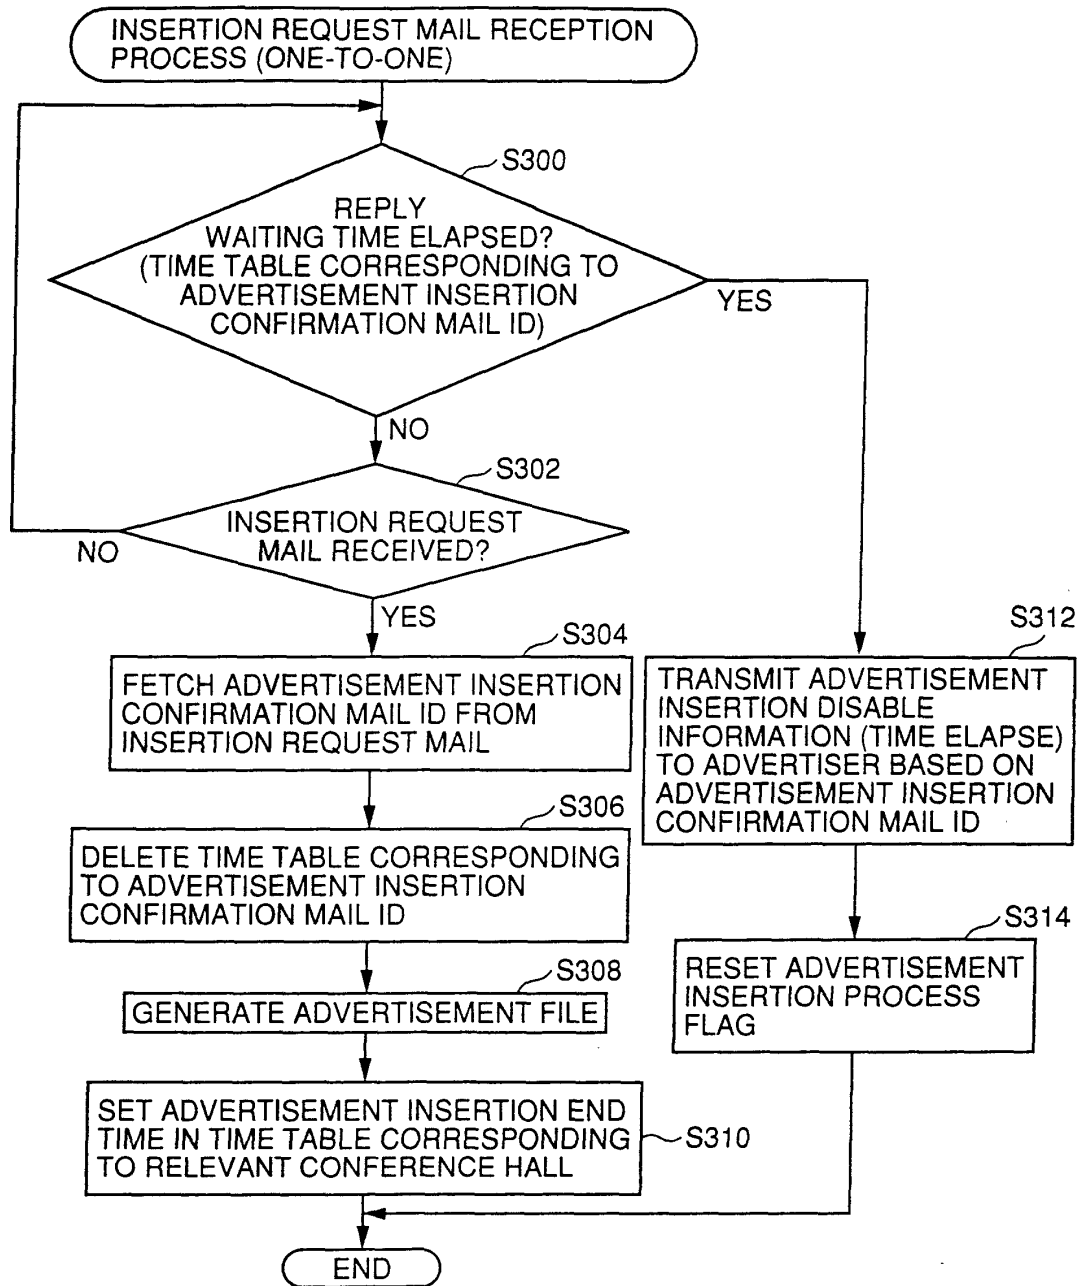 INSERTION REQUEST MAIL RECEPTION
PROCESS (ONE-TO-ONE)
S300
REPLY
WAITING TIME ELAPSED?
(TIME TABLE CORRESPONDING TO
ADVERTISEMENT INSERTION
CONFIRMATION MAIL ID)
YES
NO
S302
INSERTION REQUEST
MAIL RECEIVED?
NO
YES
S304
FETCH ADVERTISEMENT INSERTION
CONFIRMATION MAIL ID FROM
INSERTION REQUEST MAIL
S306
DELETE TIME TABLE CORRESPONDING
TO ADVERTISEMENT INSERTION
CONFIRMATION MAIL ID
S308
GENERATE ADVERTISEMENT FILE
SET ADVERTISEMENT INSERTION END
TIME IN TIME TABLE CORRESPONDING
TO RELEVANT CONFERENCE HALL
S310
S312
TRANSMIT ADVERTISEMENT
INSERTION DISABLE
INFORMATION (TIME ELAPSE)
TO ADVERTISER BASED ON
ADVERTISEMENT INSERTION
CONFIRMATION MAIL ID
S314
RESET ADVERTISEMENT
INSERTION PROCESS
FLAG
END